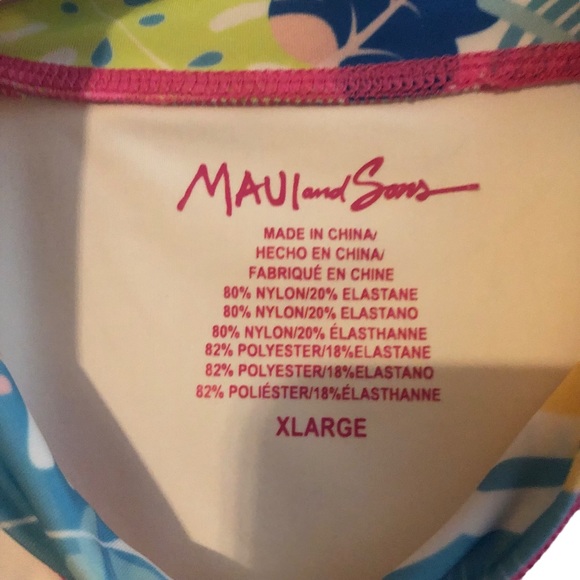 MAUI and Sons
MADE IN CHINA/
HECHO EN CHINA/
FABRIQUÉ EN CHINE
80% NYLON/20% ELASTANE
80% NYLON/20% ELASTANO
80% NYLON/20% ÉLASTHANNE
82% POLYESTER/18%ELASTANE
82% POLYESTER/18%ELASTANO
82% POLIÉSTER/18%ÉLASTHANNE
XLARGE